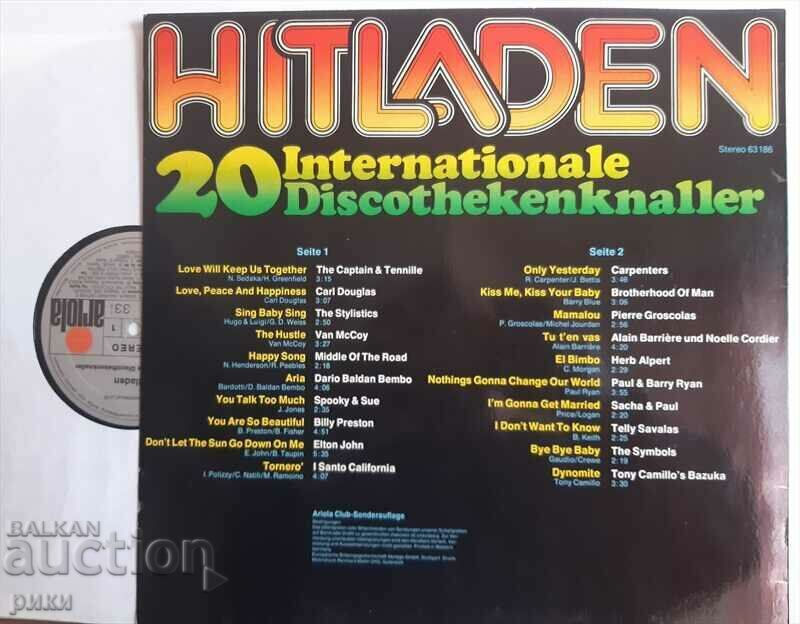 HITLADEN
Stereo 63186
20 Internationale
Discothekenknaller
Seite 1
Love Will Keep Us Together The Captain & Tennille
N. Sedaka/H. Greenfield 3:15
Love, Peace And Happiness Carl Douglas
Carl Douglas 3:07
Sing Baby Sing The Stylistics
Hugo & Luigi/G. D. Weiss 2:50
The Hustle Van McCoy
Van McCoy 3:27
Happy Song Middle Of The Road
N. Henderson/R. Peebles 2:18
Aria Dario Baldan Bembo
Bardotti/D. Baldan Bembo 4:06
You Talk Too Much Spooky & Sue
J. Jones 2:35
You Are So Beautiful Billy Preston
B. Preston/B. Fisher 4:51
Don't Let The Sun Go Down On Me Elton John
E. John/B. Taupin 5:35
Tornero' I Santo California
I. Polizzy/C. Natili/M. Ramoino 4:07
Seite 2
Only Yesterday Carpenters
R. Carpenter/J. Bettis 3:46
Kiss Me, Kiss Your Baby Brotherhood Of Man
Barry Blue 3:06
Mamalou Pierre Groscolas
P. Groscolas/Michel Jourdan 2:56
Tu t'en vas Alain Barrière und Noelle Cordier
Alain Barrière 4:20
El Bimbo Herb Alpert
C. Morgan 2:29
Nothings Gonna Change Our World Paul & Barry Ryan
Paul Ryan 3:55
I'm Gonna Get Married Sacha & Paul
Price/Logan 2:20
I Don't Want To Know Telly Savalas
B. Keith 2:25
Bye Bye Baby The Symbols
Gaudio/Crewe 2:19
Dynomite Tony Camillo's Bazuka
Tony Camillo 3:30
Ariola Club-Sonderauflage
ariola
33
1
STEREO
BALKAN
auction
рики